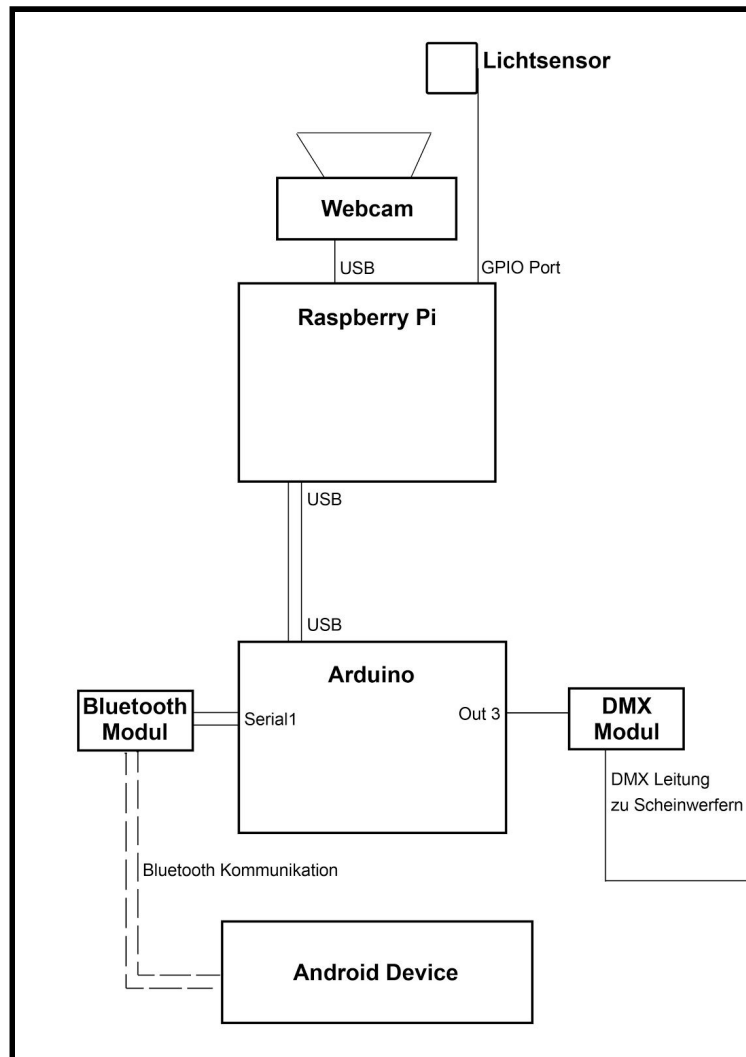 Lichtsensor
Webcam
USB
GPIO Port
Raspberry Pi
USB
USB
Arduino
Bluetooth
Modul
Serial1
Out 3
DMX
Modul
DMX Leitung
zu Scheinwerfern
Bluetooth Kommunikation
Android Device